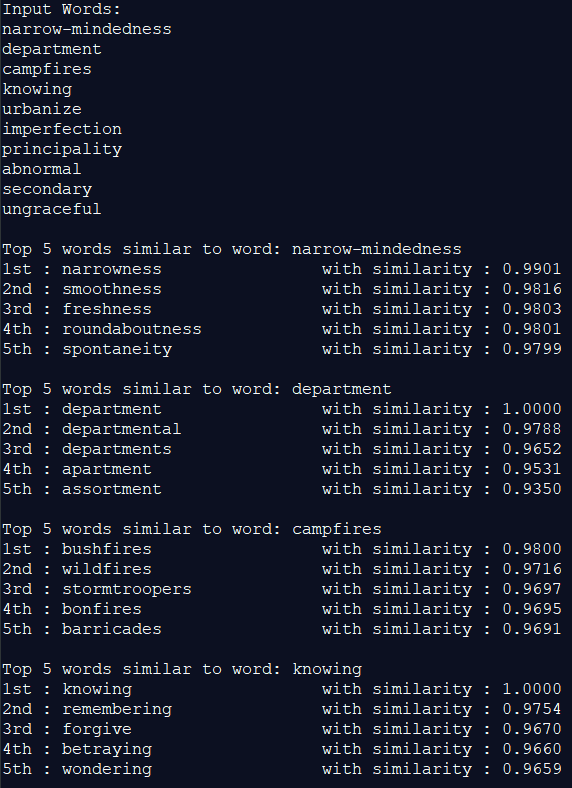 Input Words:
narrow-mindedness
department
campfires
knowing
urbanize
imperfection
principality
abnormal
secondary
ungraceful

Top 5 words similar to word: narrow-mindedness
1st : narrowness                with similarity : 0.9901
2nd : smoothness                with similarity : 0.9816
3rd : freshness                 with similarity : 0.9803
4th : roundaboutness            with similarity : 0.9801
5th : spontaneity               with similarity : 0.9799

Top 5 words similar to word: department
1st : department                with similarity : 1.0000
2nd : departmental              with similarity : 0.9788
3rd : departments               with similarity : 0.9652
4th : apartment                 with similarity : 0.9531
5th : assortment                with similarity : 0.9350

Top 5 words similar to word: campfires
1st : bushfires                 with similarity : 0.9800
2nd : wildfires                 with similarity : 0.9716
3rd : stormtroopers             with similarity : 0.9697
4th : bonfires                  with similarity : 0.9695
5th : barricades                with similarity : 0.9691

Top 5 words similar to word: knowing
1st : knowing                   with similarity : 1.0000
2nd : remembering               with similarity : 0.9754
3rd : forgive                   with similarity : 0.9670
4th : betraying                 with similarity : 0.9660
5th : wondering                 with similarity : 0.9659